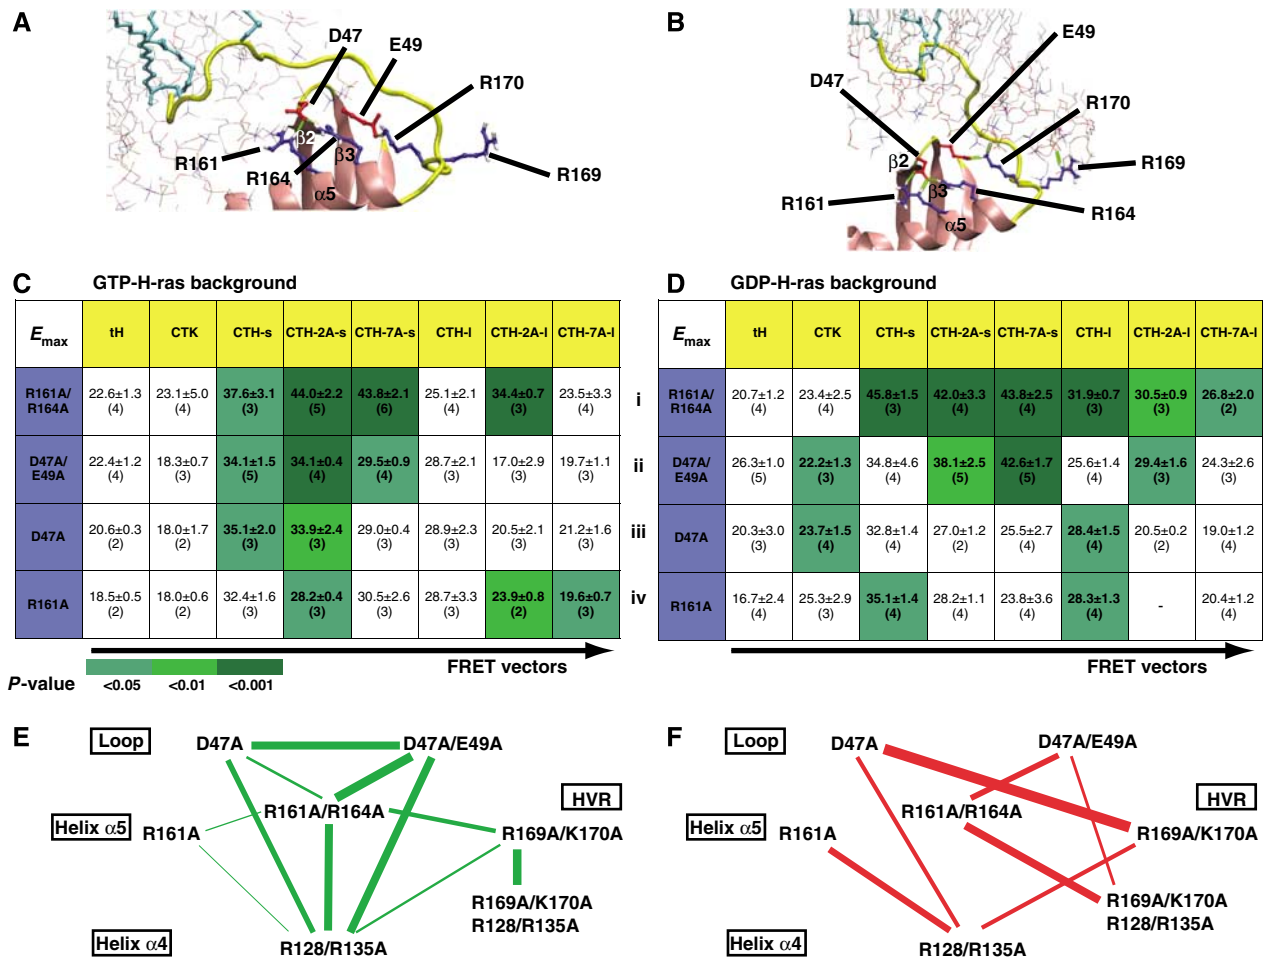 A
D47
E49
R170
β2
β3
R161
R164
α5
R169
B
E49
D47
R170
β2
R169
β3
R161
R164
α5
C GTP-H-ras background
Emax tH CTK CTH-s CTH-2A-s CTH-7A-s CTH-l CTH-2A-l CTH-7A-l
R161A/ 22.6±1.3 23.1±5.0 37.6±3.1 44.0±2.2 43.8±2.1 25.1±2.1 34.4±0.7 23.5±3.3
R164A (4) (4) (3) (5) (6) (4) (3) (4)
D47A/ 22.4±1.2 18.3±0.7 34.1±1.5 34.1±0.4 29.5±0.9 28.7±2.1 17.0±2.9 19.7±1.1
E49A (4) (3) (5) (4) (4) (3) (3) (3)
D47A 20.6±0.3 18.0±1.7 35.1±2.0 33.9±2.4 29.0±0.4 28.9±2.3 20.5±2.1 21.2±1.6
(2) (2) (3) (3) (3) (3) (3) (3)
R161A 18.5±0.5 18.0±0.6 32.4±1.6 28.2±0.4 30.5±2.6 28.7±3.3 23.9±0.8 19.6±0.7
(2) (2) (3) (3) (3) (3) (2) (3)
FRET vectors
P-value <0.05 <0.01 <0.001
i
ii
iii
iv
D GDP-H-ras background
Emax tH CTK CTH-s CTH-2A-s CTH-7A-s CTH-l CTH-2A-l CTH-7A-l
R161A/ 20.7±1.2 23.4±2.5 45.8±1.5 42.0±3.3 43.8±2.5 31.9±0.7 30.5±0.9 26.8±2.0
R164A (4) (4) (3) (4) (4) (3) (3) (2)
D47A/ 26.3±1.0 22.2±1.3 34.8±4.6 38.1±2.5 42.6±1.7 25.6±1.4 29.4±1.6 24.3±2.6
E49A (5) (3) (4) (5) (5) (4) (3) (3)
D47A 20.3±3.0 23.7±1.5 32.8±1.4 27.0±1.2 25.5±2.7 28.4±1.5 20.5±0.2 19.0±1.2
(3) (4) (4) (2) (4) (4) (2) (4)
R161A 16.7±2.4 25.3±2.9 35.1±1.4 28.2±1.1 23.8±3.6 28.3±1.3 - 20.4±1.2
(4) (3) (4) (4) (4) (4) (4)
FRET vectors
E
Loop D47A D47A/E49A
HVR
R161A/R164A
Helix α5 R161A R169A/K170A
R169A/K170A
R128/R135A
Helix α4 R128/R135A
F
Loop D47A D47A/E49A
HVR
R161A/R164A
Helix α5 R161A R169A/K170A
R169A/K170A
R128/R135A
Helix α4 R128/R135A